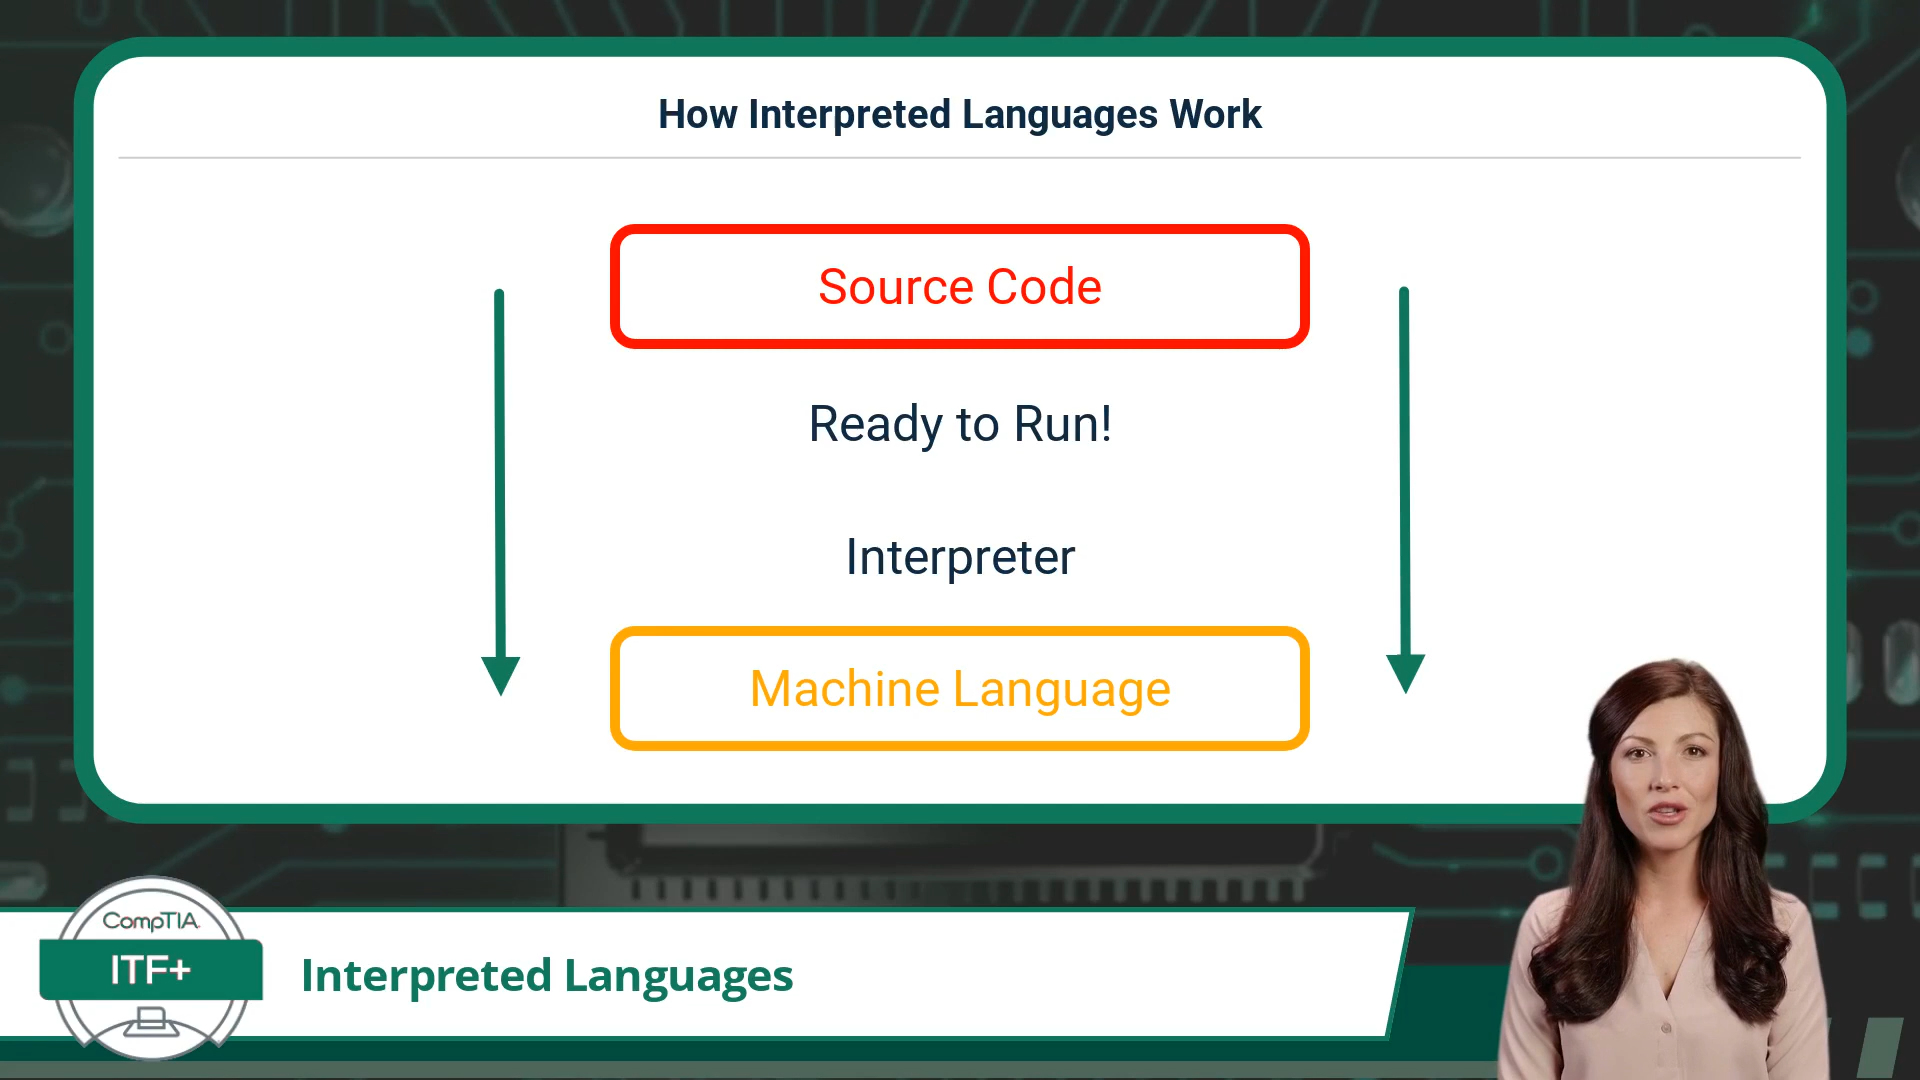 How Interpreted Languages Work
Source Code
Ready to Run!
Interpreter
Machine Language
CompTIA
ITF+
Interpreted Languages